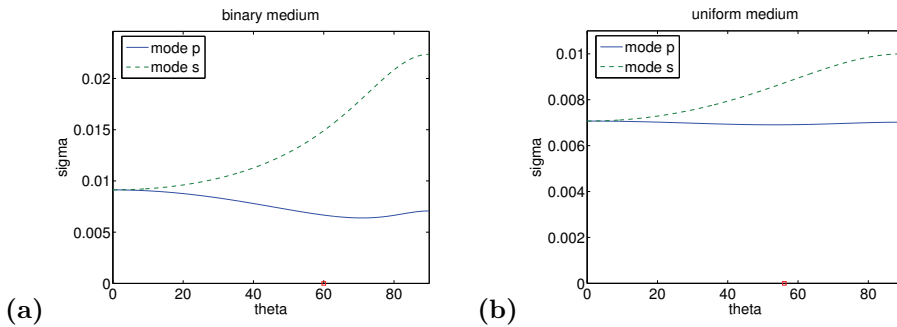 binary medium
mode p
mode s
0.02
0.015
0.01
0.005
0
sigma
0 20 40 60 80
theta
(a)
uniform medium
mode p
mode s
0.01
0.008
0.006
0.004
0.002
0
sigma
0 20 40 60 80
theta
(b)